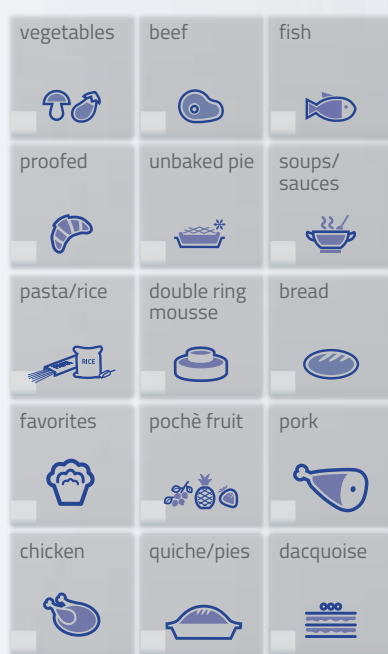 vegetables
beef
fish
proofed
unbaked pie
soups/
sauces
pasta/rice
RICE
double ring
mousse
bread
favorites
pochè fruit
pork
chicken
quiche/pies
dacquoise